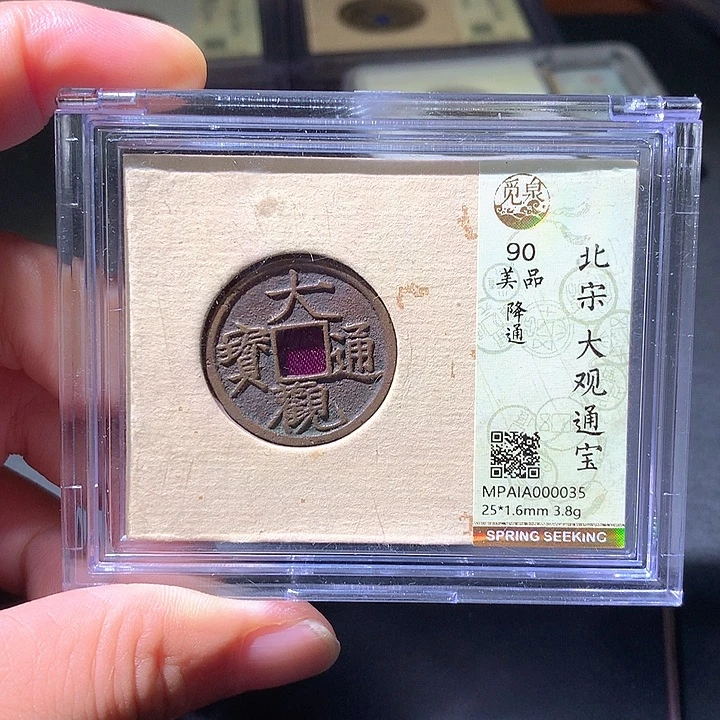 大
觀
通
寶
觅泉
90
美品
降通
北宋大观通宝
MPAIA000035
25*1.6mm 3.8g
SPRING SEEKING